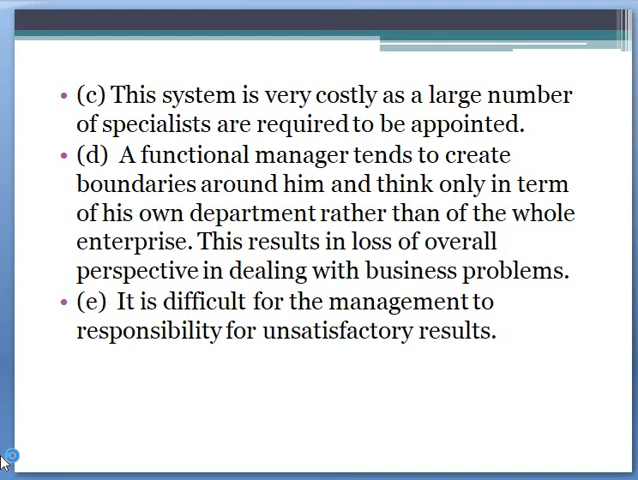 • (c) This system is very costly as a large number
of specialists are required to be appointed.
• (d) A functional manager tends to create
boundaries around him and think only in term
of his own department rather than of the whole
enterprise. This results in loss of overall
perspective in dealing with business problems.
• (e) It is difficult for the management to
responsibility for unsatisfactory results.